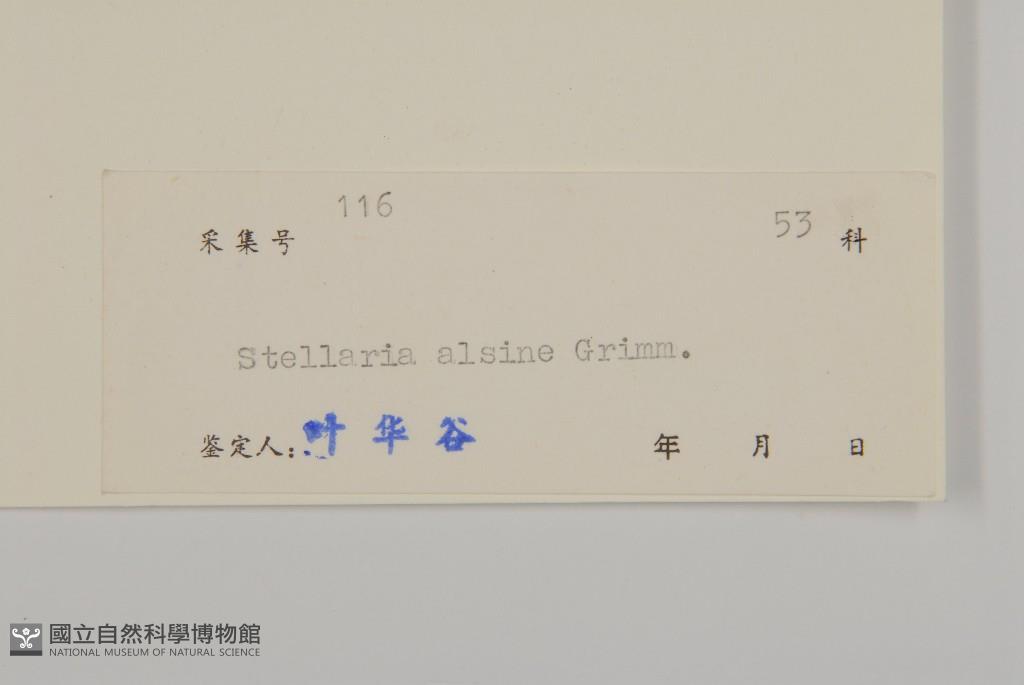 采集号 116 53 科
Stellaria alsine Grimm.
鉴定人: 叶华谷 年 月 日
國立自然科學博物館
NATIONAL MUSEUM OF NATURAL SCIENCE